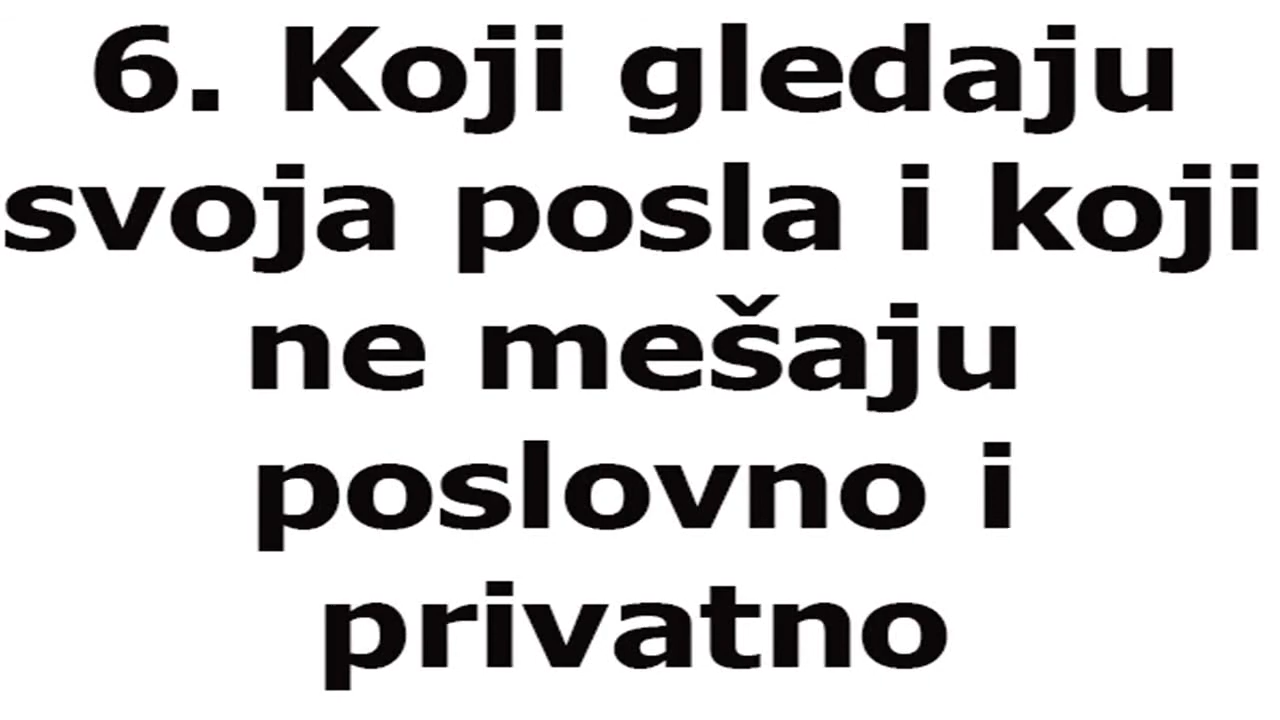 6. Koji gledaju
svoja posla i koji
ne mešaju
poslovno i
privatno